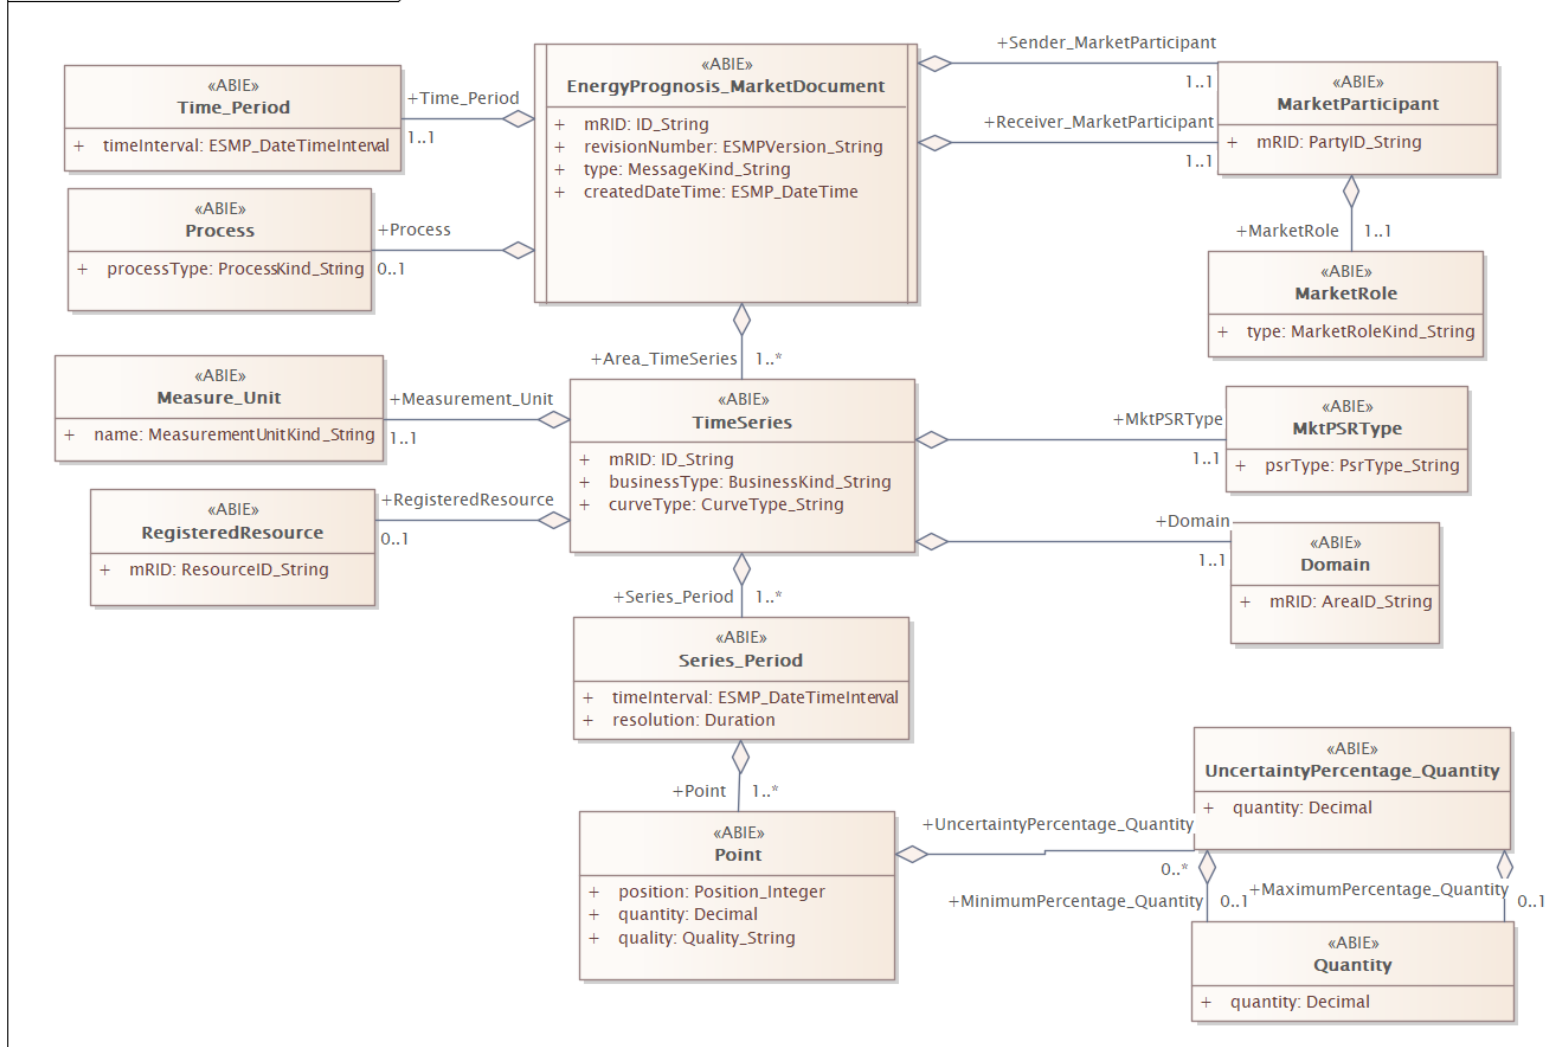 «ABIE»
Time_Period
+ timeInterval: ESMP_DateTimeInterval
+Time_Period
1..1
«ABIE»
EnergyPrognosis_MarketDocument
+ mRID: ID_String
+ revisionNumber: ESMPVersion_String
+ type: MessageKind_String
+ createdDateTime: ESMP_DateTime
+Sender_MarketParticipant
1..1
+Receiver_MarketParticipant
1..1
«ABIE»
MarketParticipant
+ mRID: PartyID_String
«ABIE»
Process
+ processType: ProcessKind_String
+Process
0..1
+MarketRole
1..1
«ABIE»
MarketRole
+ type: MarketRoleKind_String
+Area_TimeSeries
1..*
«ABIE»
Measure_Unit
+ name: MeasurementUnitKind_String
+Measurement_Unit
1..1
«ABIE»
TimeSeries
+ mRID: ID_String
+ businessType: BusinessKind_String
+ curveType: CurveType_String
+MktPSRType
1..1
«ABIE»
MktPSRType
+ psrType: PsrType_String
«ABIE»
RegisteredResource
+ mRID: ResourceID_String
+RegisteredResource
0..1
+Domain
1..1
«ABIE»
Domain
+ mRID: AreaID_String
+Series_Period
1..*
«ABIE»
Series_Period
+ timeInterval: ESMP_DateTimeInterval
+ resolution: Duration
+Point
1..*
«ABIE»
Point
+ position: Position_Integer
+ quantity: Decimal
+ quality: Quality_String
+UncertaintyPercentage_Quantity
0..*
«ABIE»
UncertaintyPercentage_Quantity
+ quantity: Decimal
+MinimumPercentage_Quantity
0..1
+MaximumPercentage_Quantity
0..1
«ABIE»
Quantity
+ quantity: Decimal